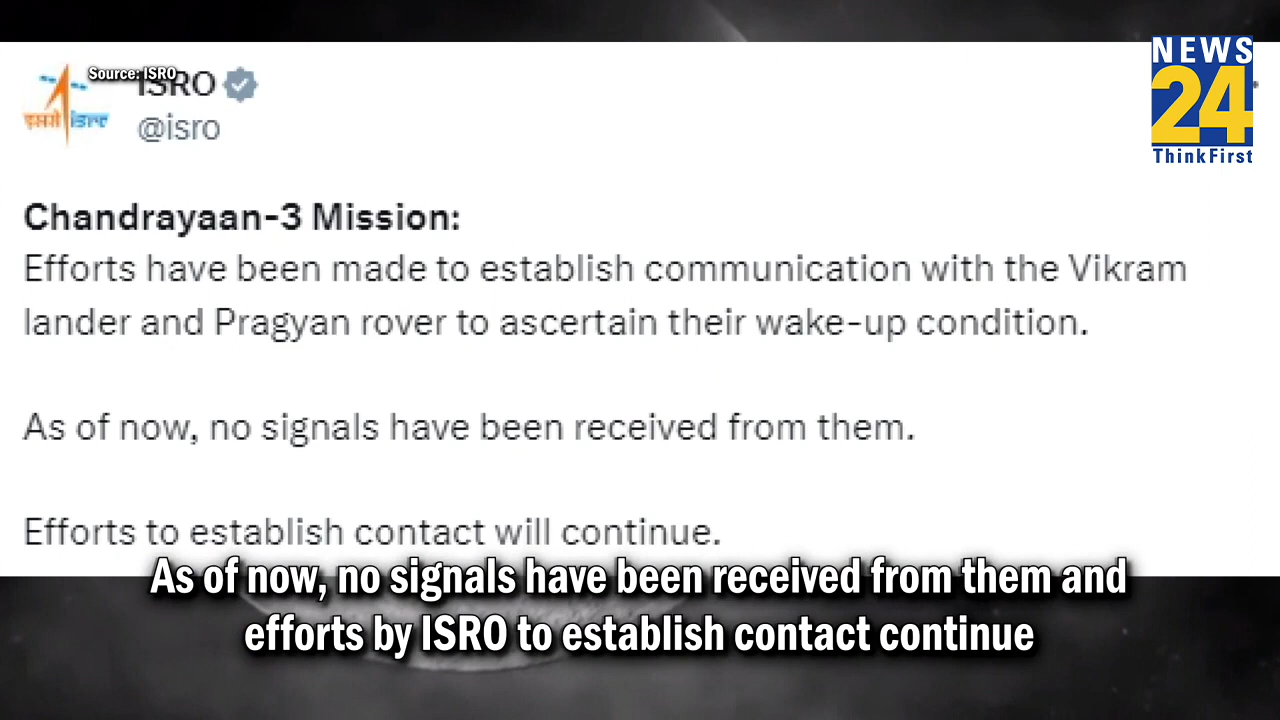 Source: ISRO
ISRO
@isro
इसरो isro
NEWS
24
ThinkFirst
Chandrayaan-3 Mission:
Efforts have been made to establish communication with the Vikram
lander and Pragyan rover to ascertain their wake-up condition.
As of now, no signals have been received from them.
Efforts to establish contact will continue.
As of now, no signals have been received from them and
efforts by ISRO to establish contact continue